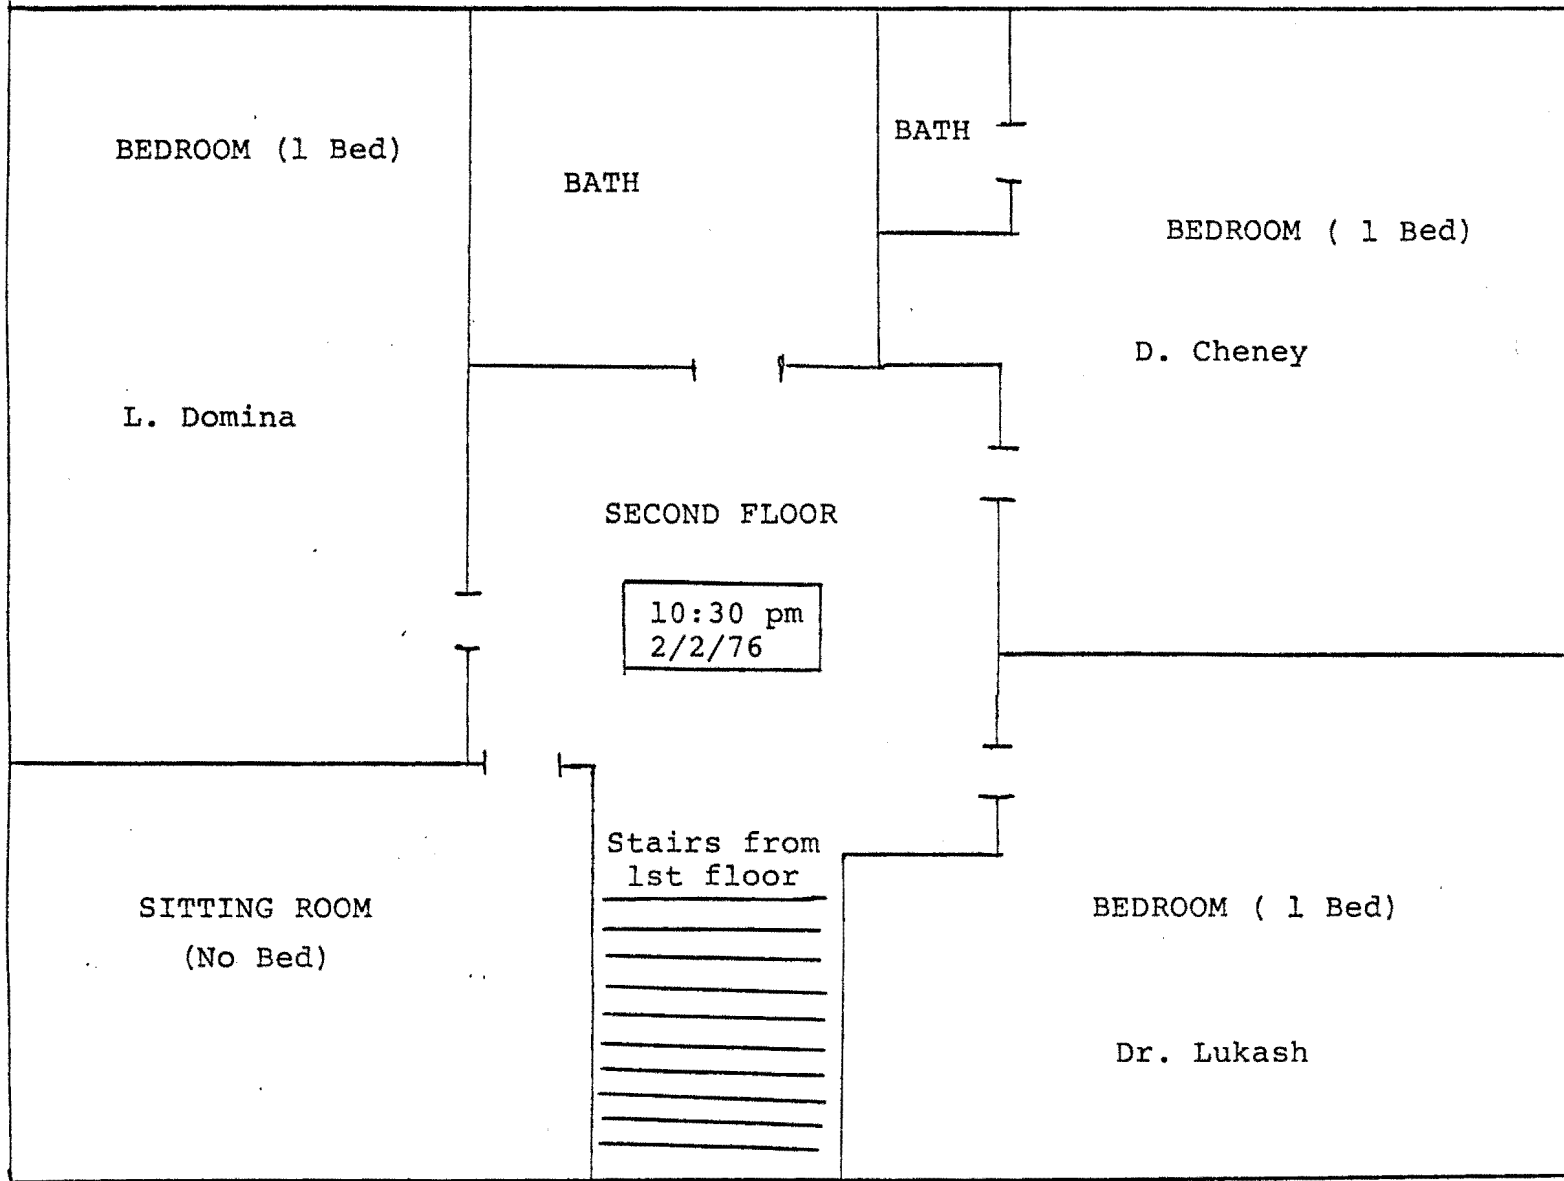 BEDROOM (1 Bed)
L. Domina
BATH
BATH
BEDROOM ( 1 Bed)
D. Cheney
SECOND FLOOR
10:30 pm
2/2/76
Stairs from
1st floor
SITTING ROOM
(No Bed)
BEDROOM ( 1 Bed)
Dr. Lukash